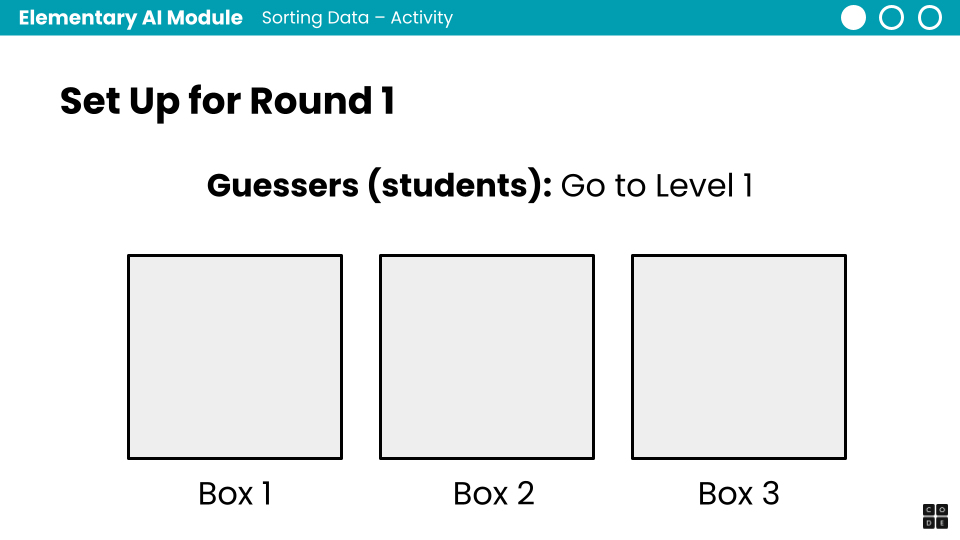 Elementary AI Module Sorting Data – Activity
Set Up for Round 1
Guessers (students): Go to Level 1
Box 1 Box 2 Box 3
C O
D E